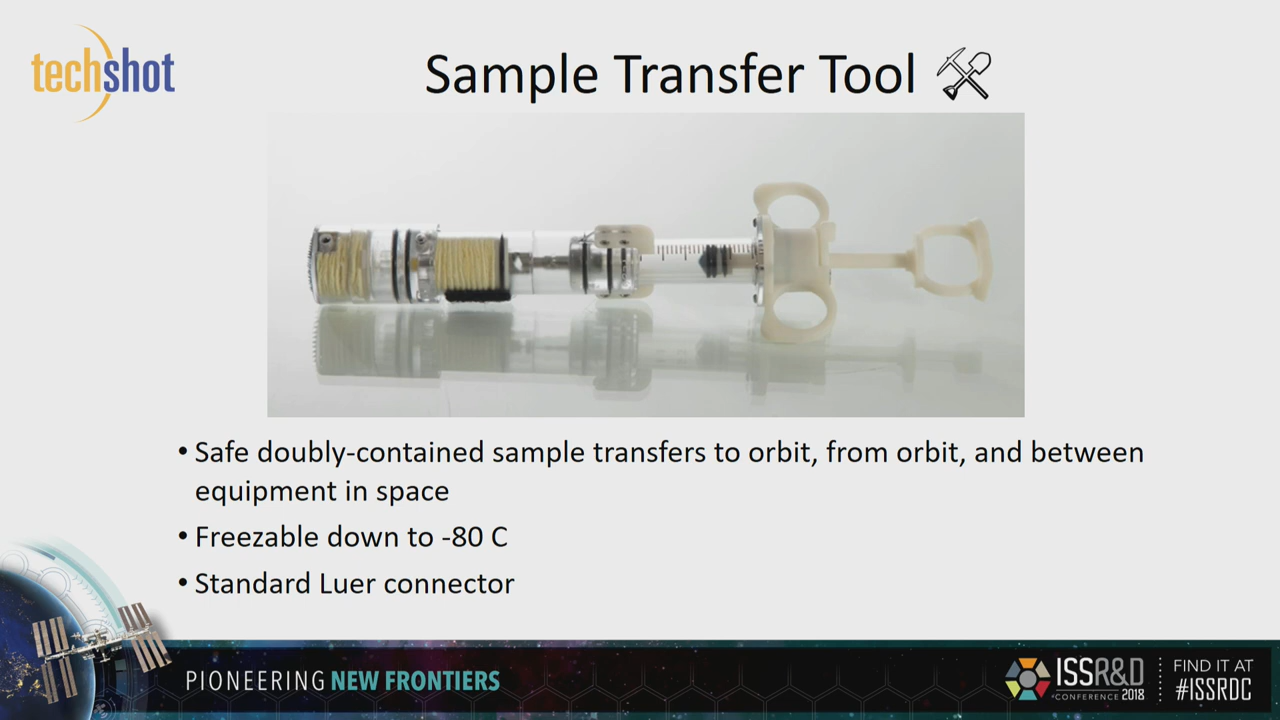 techshot
Sample Transfer Tool
• Safe doubly-contained sample transfers to orbit, from orbit, and between
equipment in space
• Freezable down to -80 C
• Standard Luer connector
PIONEERING NEW FRONTIERS
ISSR&D
CONFERENCE 2018
FIND IT AT
#ISSRDC